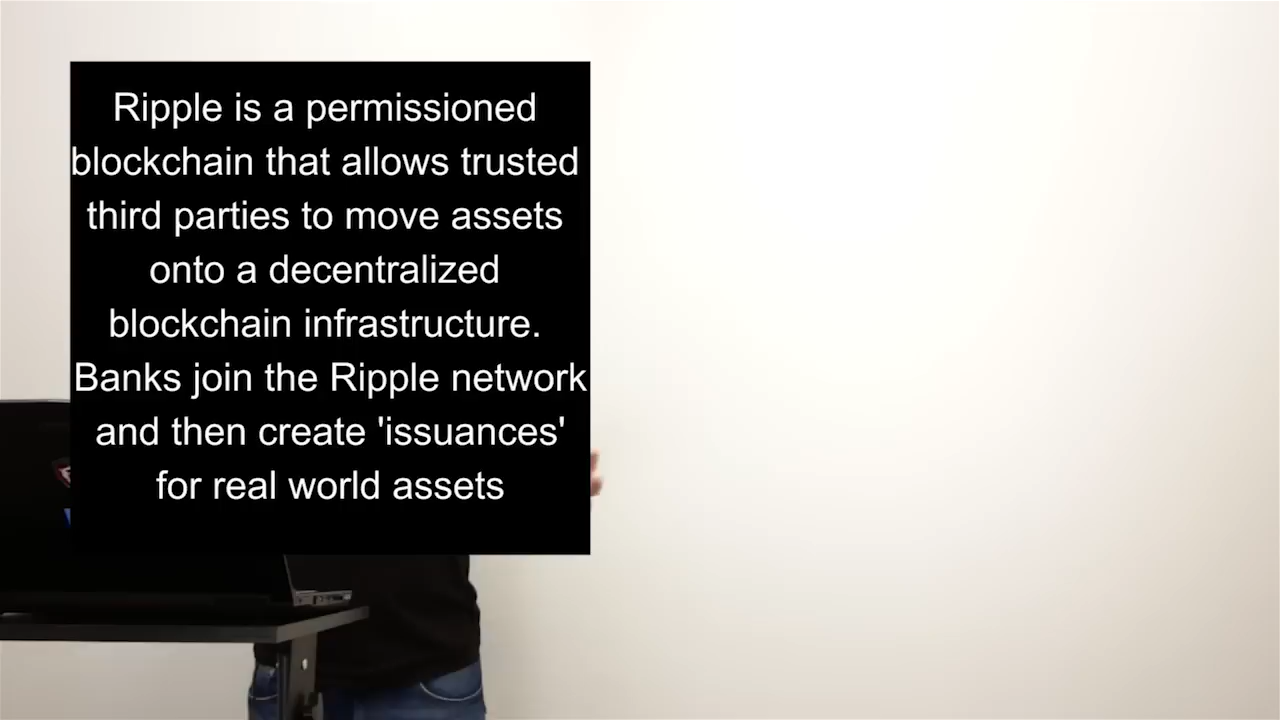 Ripple is a permissioned
blockchain that allows trusted
third parties to move assets
onto a decentralized
blockchain infrastructure.
Banks join the Ripple network
and then create 'issuances'
for real world assets